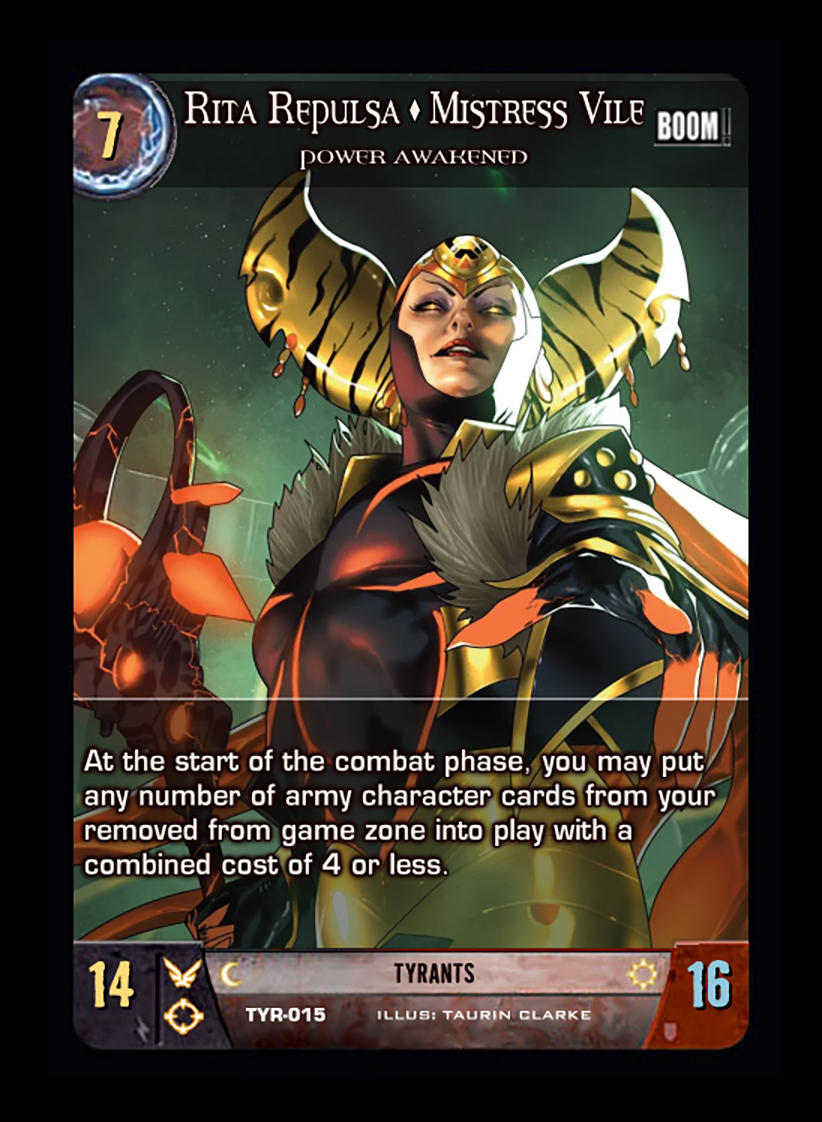 7
Rita Repulsa ♦ Mistress Vile
BOOM!
Power Awakened
At the start of the combat phase, you may put
any number of army character cards from your
removed from game zone into play with a
combined cost of 4 or less.
14
TYRANTS
16
TYR-015
ILLUS: TAURIN CLARKE